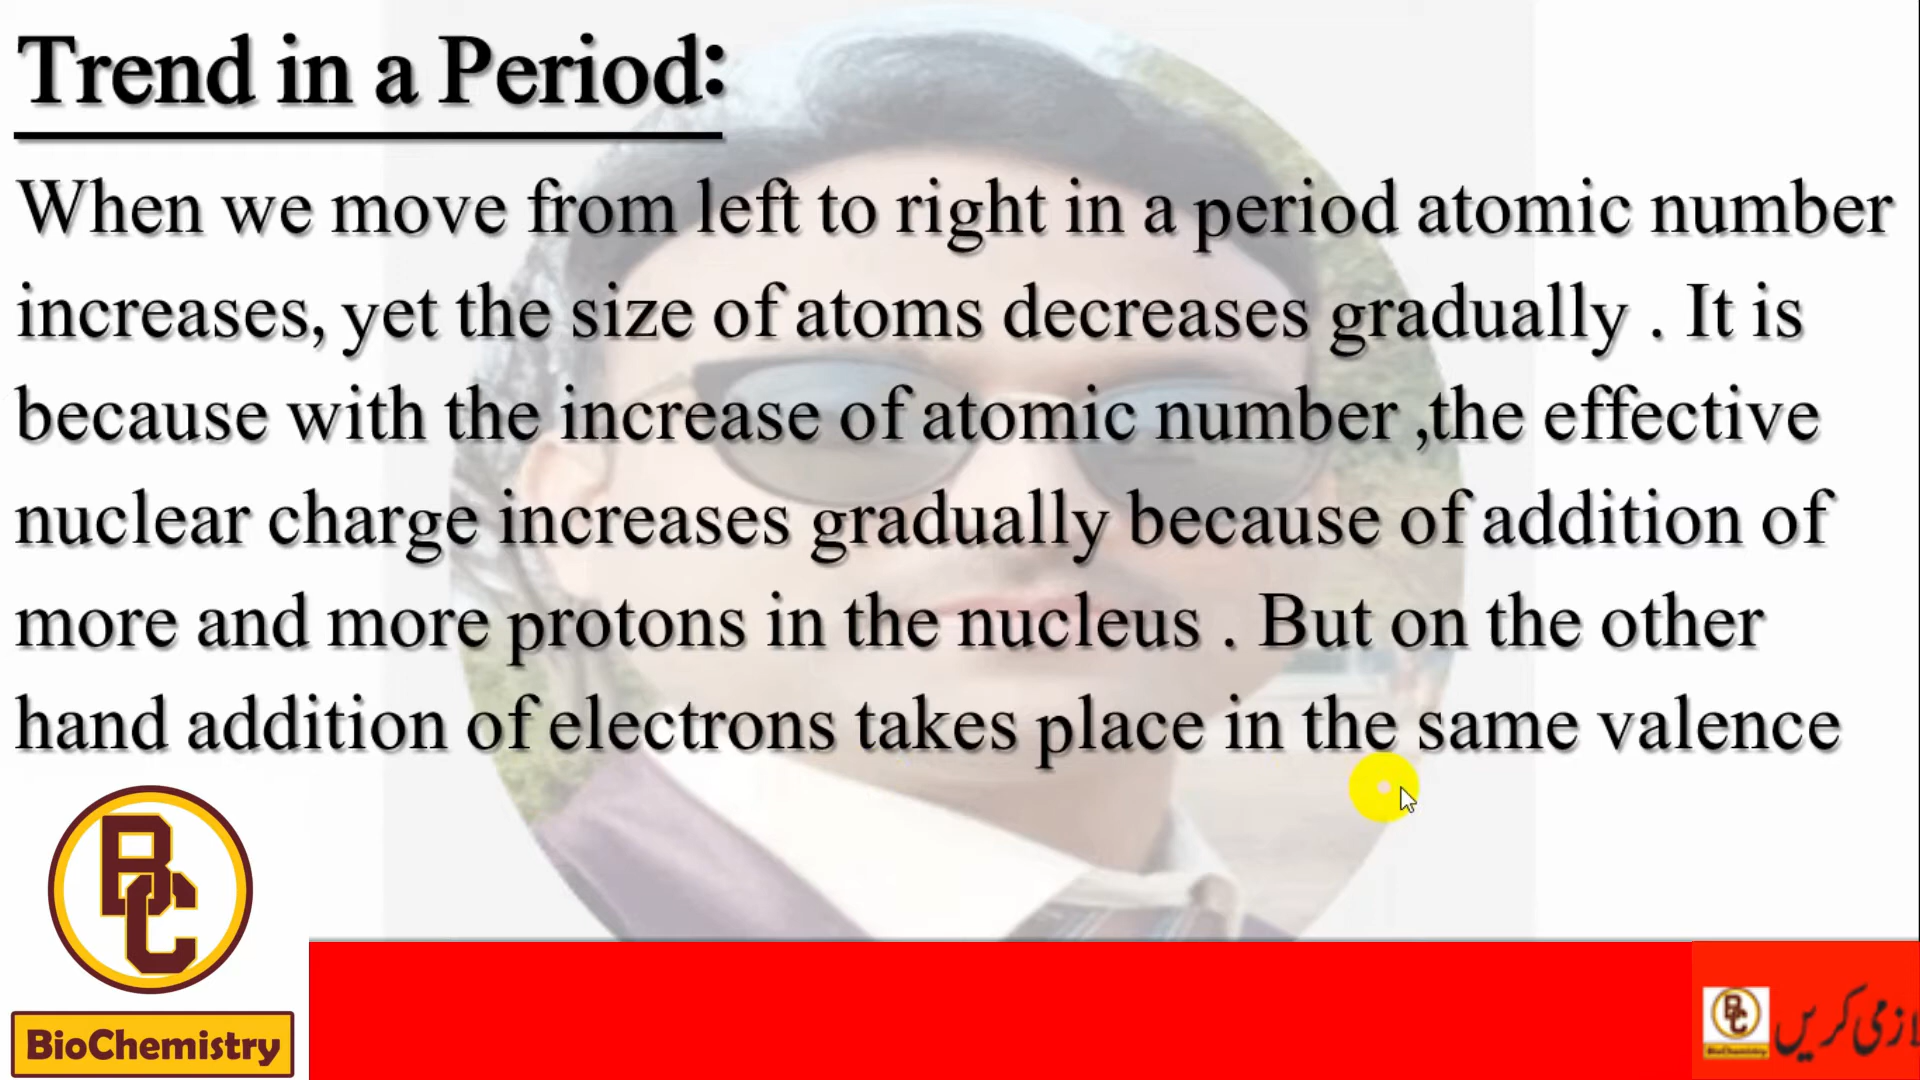 Trend in a Period:
When we move from left to right in a period atomic number
increases, yet the size of atoms decreases gradually . It is
because with the increase of atomic number ,the effective
nuclear charge increases gradually because of addition of
more and more protons in the nucleus . But on the other
hand addition of electrons takes place in the same valence
BC
BioChemistry
BC
BioChemistry
کریں